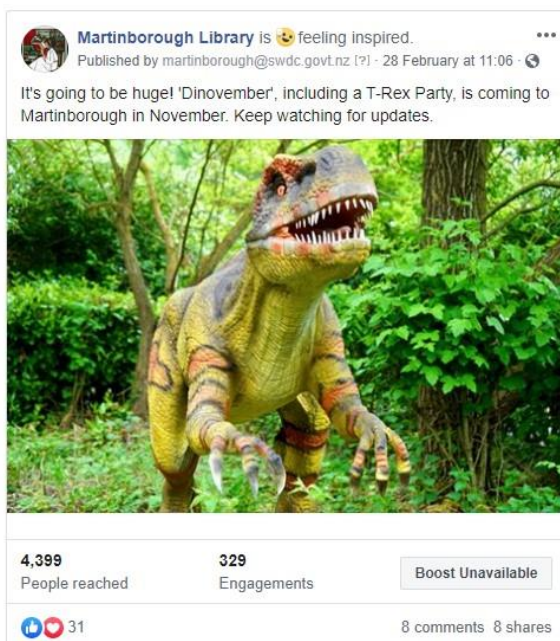 Martinborough Library is feeling inspired.
Published by martinborough@swdc.govt.nz [?] · 28 February at 11:06 ·
It's going to be huge! 'Dinovember', including a T-Rex Party, is coming to
Martinborough in November. Keep watching for updates.
4,399 329 Boost Unavailable
People reached Engagements
31 8 comments 8 shares